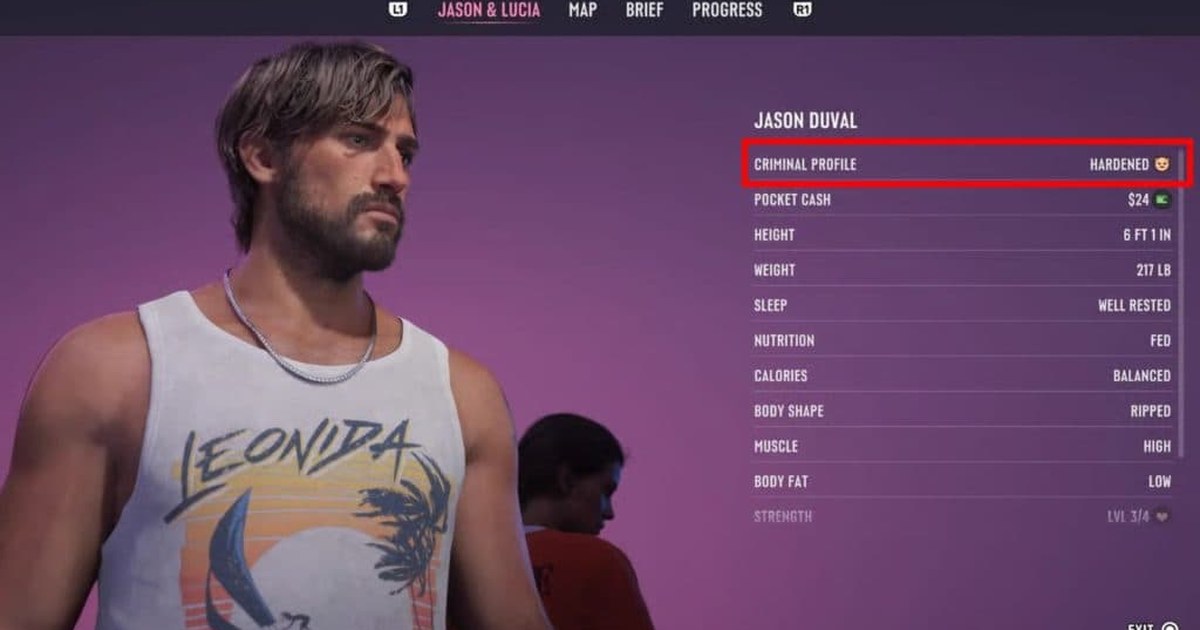 L1 JASON & LUCIA MAP BRIEF PROGRESS R1
JASON DUVAL
CRIMINAL PROFILE HARDENED
POCKET CASH $24
HEIGHT 6 FT 1 IN
WEIGHT 217 LB
SLEEP WELL RESTED
NUTRITION FED
CALORIES BALANCED
BODY SHAPE RIPPED
MUSCLE HIGH
BODY FAT LOW
STRENGTH LVL 3/4
LEONIDA
EXIT